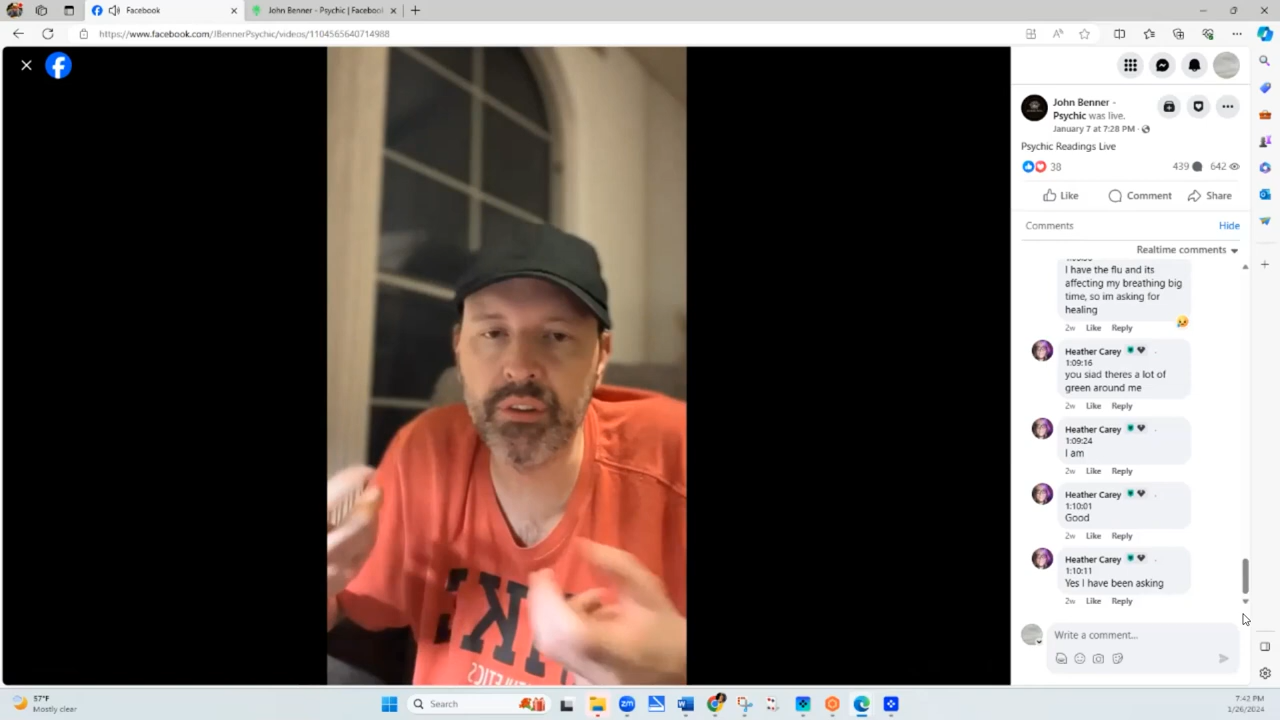 Facebook
John Benner - Psychic | Facebook
https://www.facebook.com/JBennerPsychic/videos/1104565640714988
John Benner -
Psychic was live.
January 7 at 7:28 PM ·
Psychic Readings Live
38
439
642
Like
Comment
Share
Comments
Hide
Realtime comments
I have the flu and its
affecting my breathing big
time, so im asking for
healing
2w Like Reply
Heather Carey
1:09:16
you siad theres a lot of
green around me
2w Like Reply
Heather Carey
1:09:24
I am
2w Like Reply
Heather Carey
1:10:01
Good
2w Like Reply
Heather Carey
1:10:11
Yes I have been asking
2w Like Reply
Write a comment...
57°F
Mostly clear
Search
7:42 PM
1/26/2024